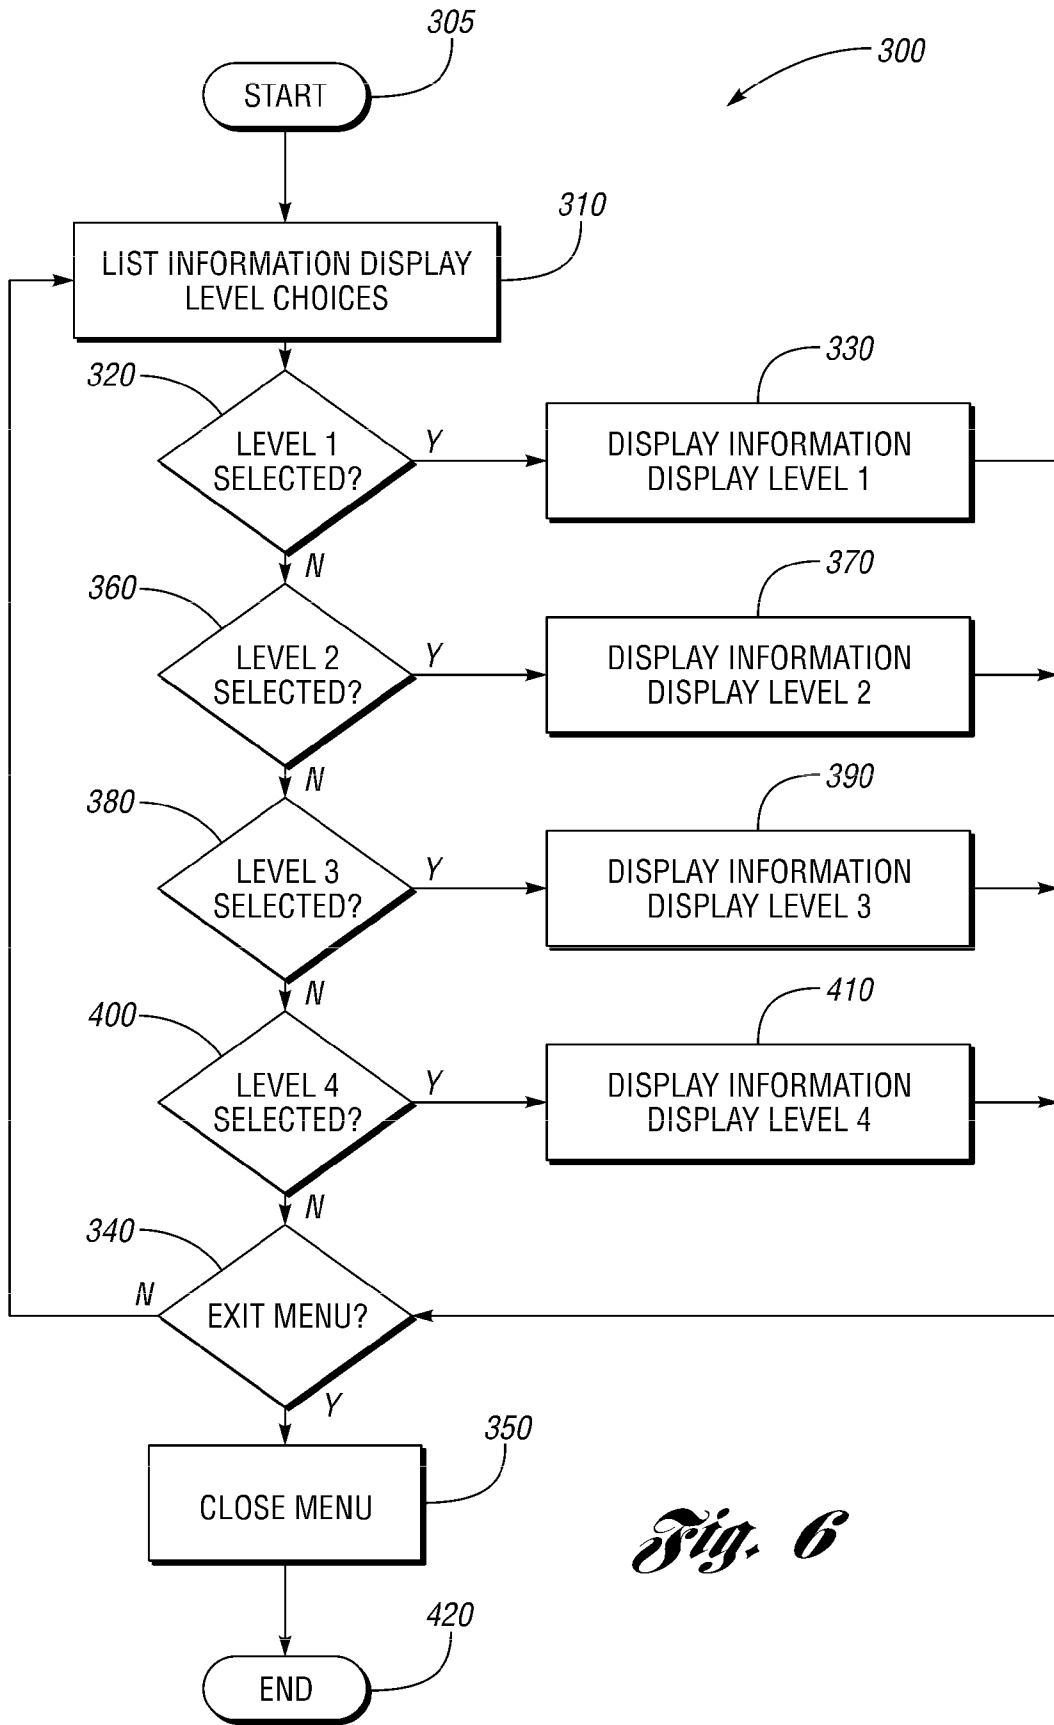 305
300
START
310
LIST INFORMATION DISPLAY
LEVEL CHOICES
320
330
LEVEL 1
SELECTED?
Y
DISPLAY INFORMATION
DISPLAY LEVEL 1
N
360
370
LEVEL 2
SELECTED?
Y
DISPLAY INFORMATION
DISPLAY LEVEL 2
N
380
390
LEVEL 3
SELECTED?
Y
DISPLAY INFORMATION
DISPLAY LEVEL 3
N
400
410
LEVEL 4
SELECTED?
Y
DISPLAY INFORMATION
DISPLAY LEVEL 4
N
340
N
EXIT MENU?
Y
350
CLOSE MENU
Fig. 6
420
END